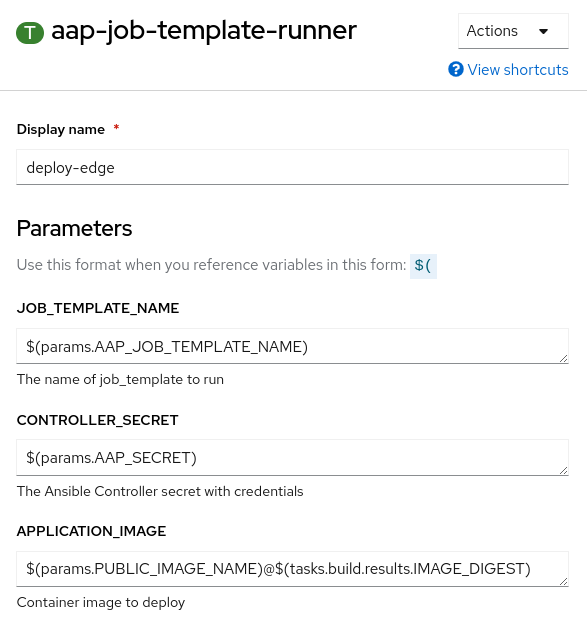 T aap-job-template-runner
Actions
View shortcuts
Display name *
deploy-edge
Parameters
Use this format when you reference variables in this form: $(
JOB_TEMPLATE_NAME
$(params.AAP_JOB_TEMPLATE_NAME)
The name of job_template to run
CONTROLLER_SECRET
$(params.AAP_SECRET)
The Ansible Controller secret with credentials
APPLICATION_IMAGE
$(params.PUBLIC_IMAGE_NAME)@$(tasks.build.results.IMAGE_DIGEST)
Container image to deploy